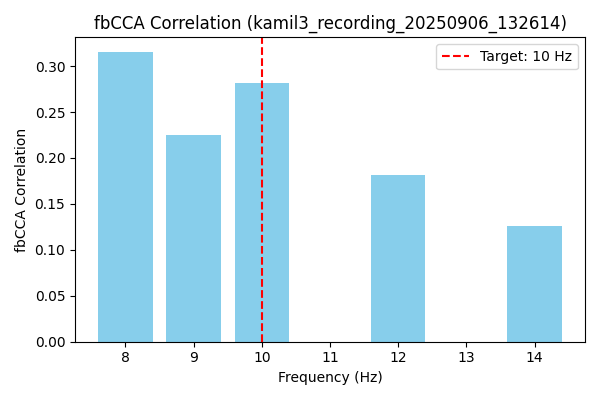 fbCCA Correlation (kamil3_recording_20250906_132614)
Target: 10 Hz
0.30
0.25
0.20
0.15
0.10
0.05
0.00
fbCCA Correlation
8 9 10 11 12 13 14
Frequency (Hz)